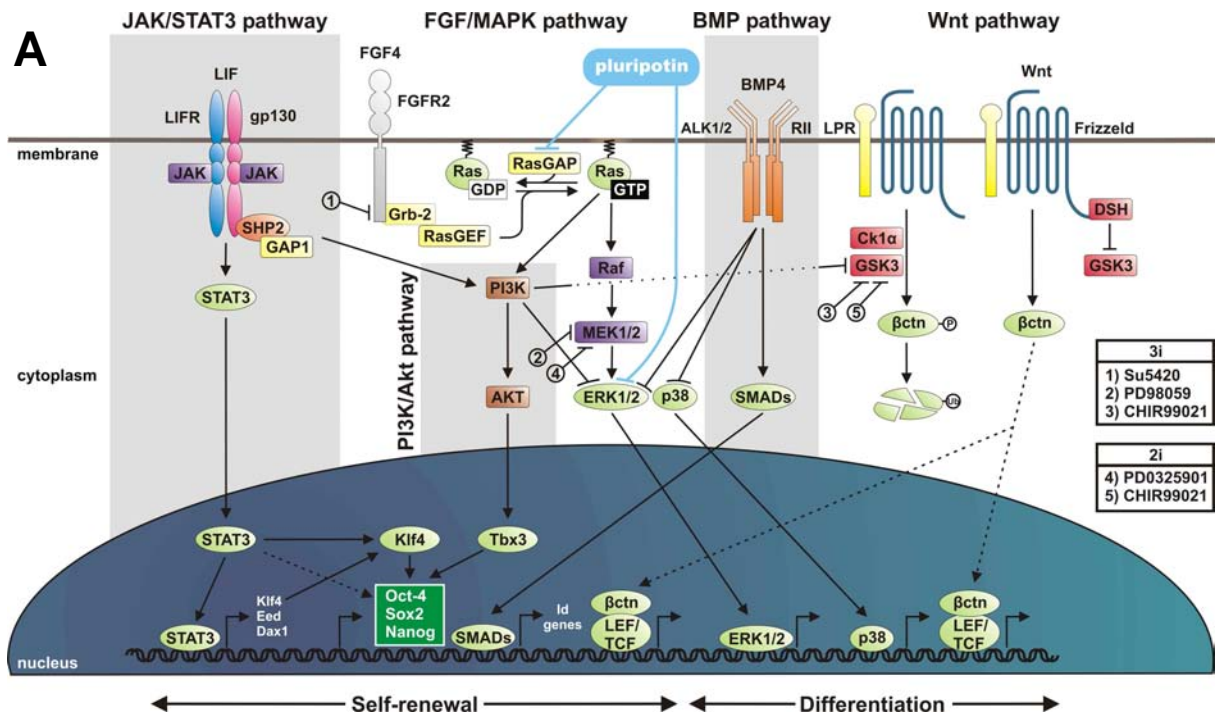 A
JAK/STAT3 pathway
FGF/MAPK pathway
BMP pathway
Wnt pathway
LIF
LIFR
gp130
JAK
JAK
SHP2
GAP1
STAT3
FGF4
FGFR2
pluripotin
membrane
1
Grb-2
RasGEF
Ras
GDP
RasGAP
Ras
GTP
BMP4
ALK1/2
RII
LPR
Wnt
Frizzeld
DSH
GSK3
Ck1α
GSK3
3
5
βctn
P
βctn
Ub
PI3K/Akt pathway
PI3K
Raf
2
4
MEK1/2
AKT
ERK1/2
p38
SMADs
cytoplasm
3i
1) Su5420
2) PD98059
3) CHIR99021
2i
4) PD0325901
5) CHIR99021
STAT3
Klf4
Tbx3
STAT3
Klf4
Eed
Dax1
Oct-4
Sox2
Nanog
SMADs
Id
genes
βctn
LEF/
TCF
ERK1/2
p38
βctn
LEF/
TCF
nucleus
Self-renewal
Differentiation